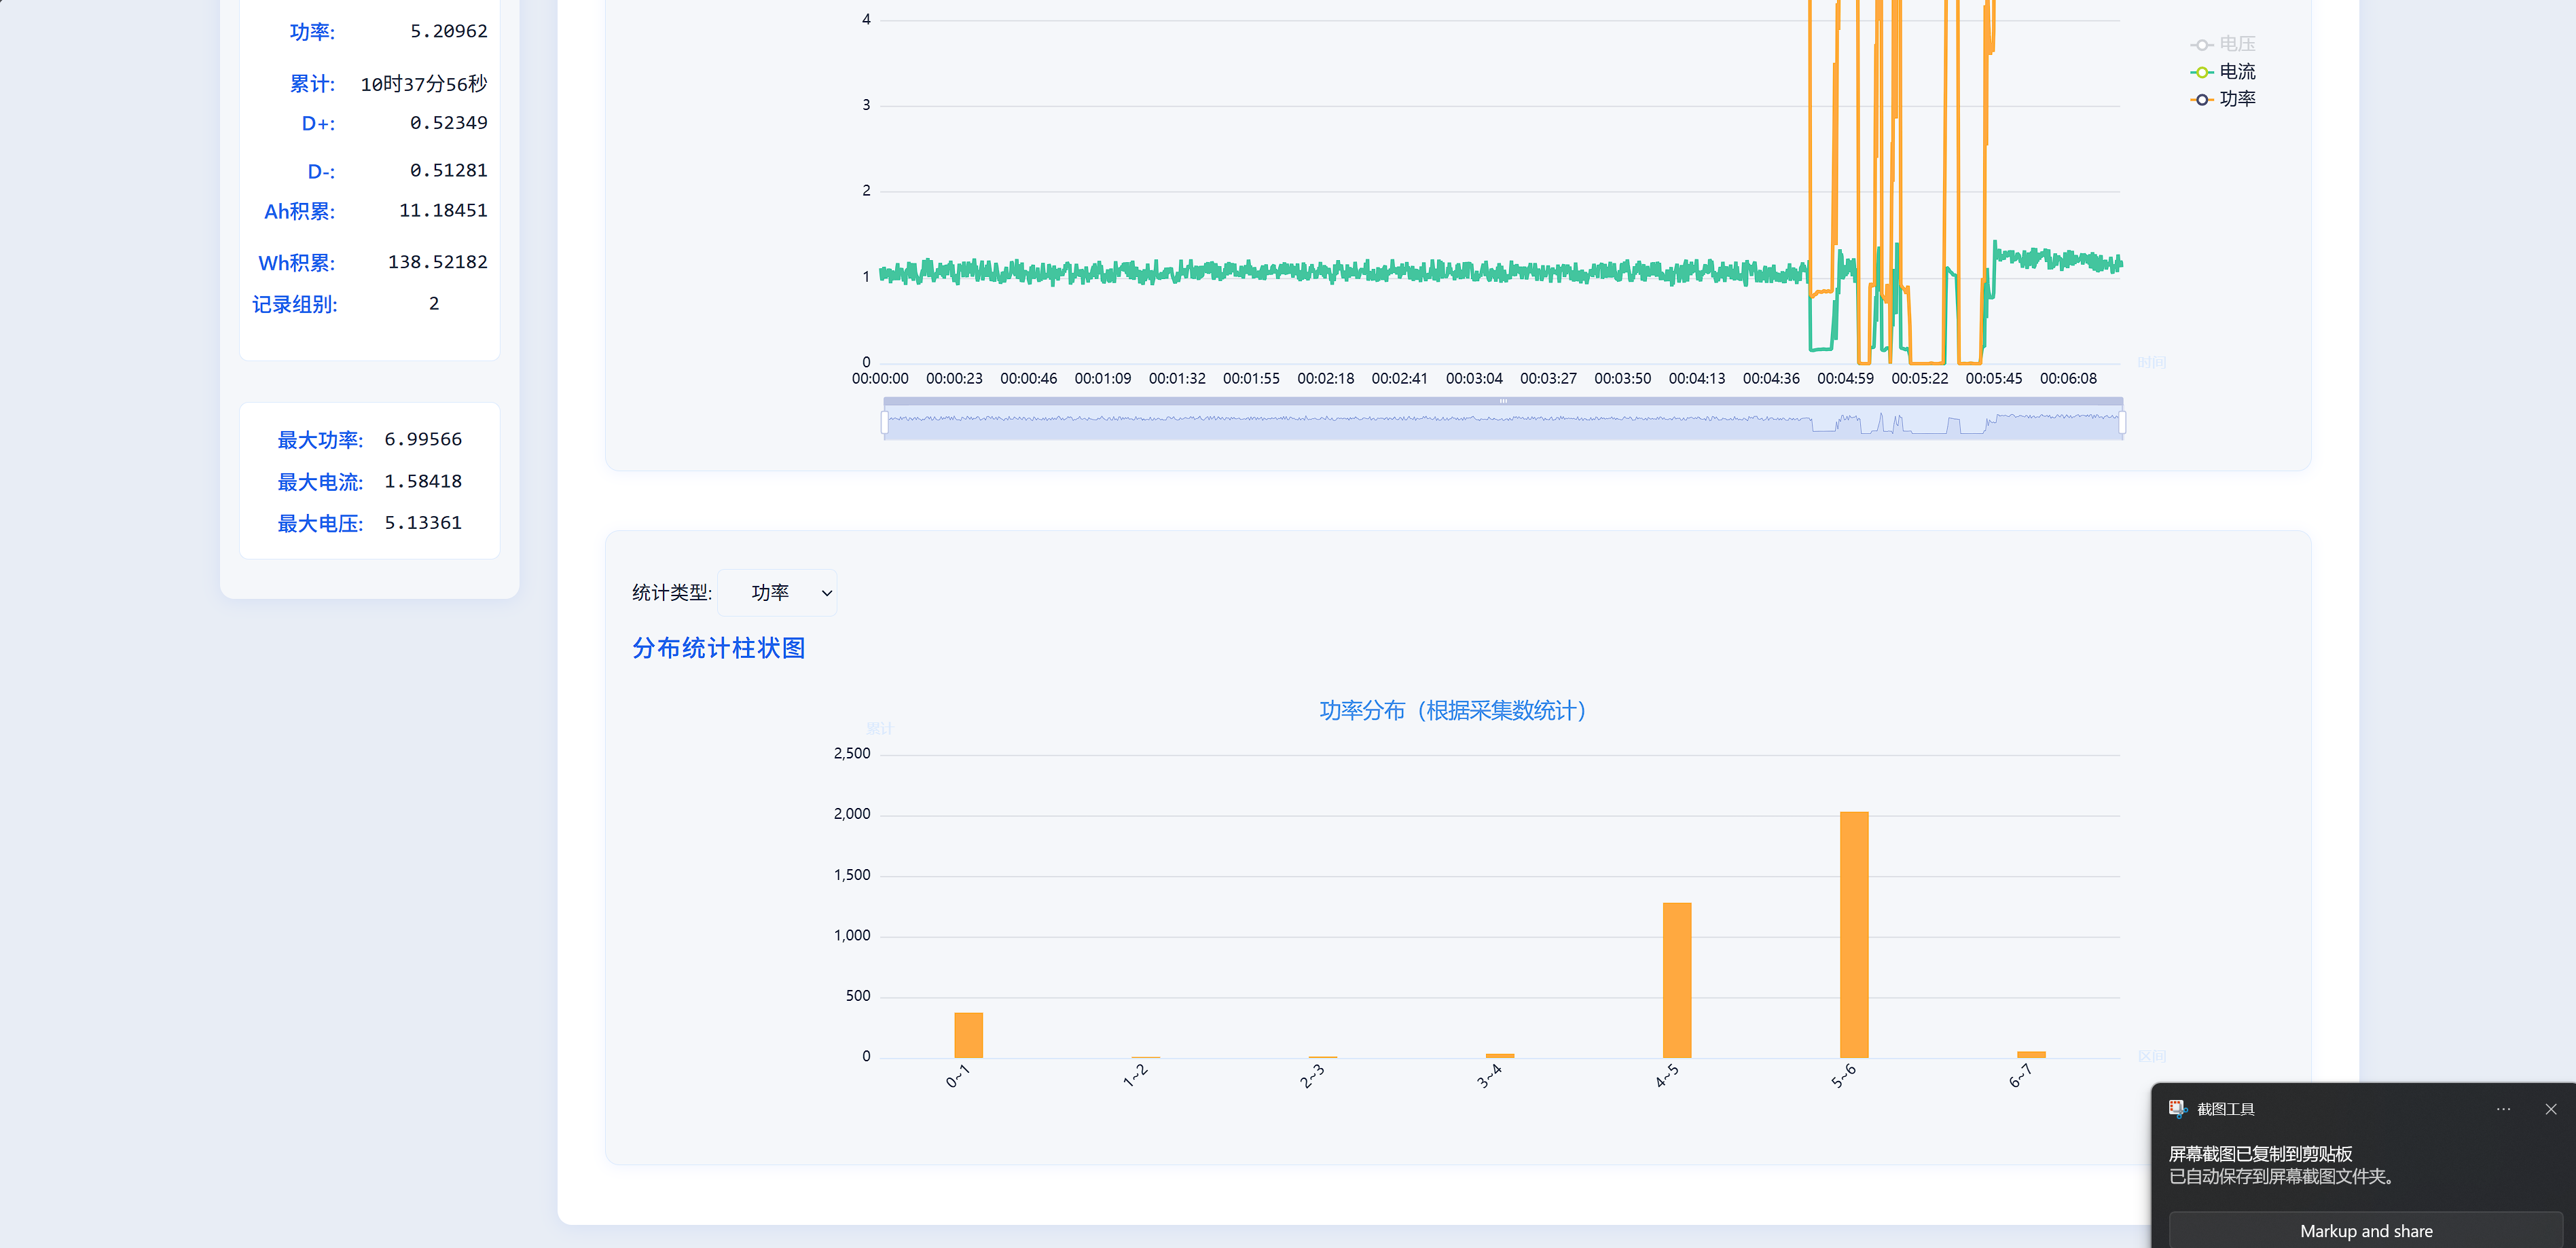 功率: 5.20962
累计: 10时37分56秒
D+: 0.52349
D-: 0.51281
Ah积累: 11.18451
Wh积累: 138.52182
记录组别: 2
最大功率: 6.99566
最大电流: 1.58418
最大电压: 5.13361
4
3
2
1
0
00:00:00 00:00:23 00:00:46 00:01:09 00:01:32 00:01:55 00:02:18 00:02:41 00:03:04 00:03:27 00:03:50 00:04:13 00:04:36 00:04:59 00:05:22 00:05:45 00:06:08
时间
电压
电流
功率
统计类型: 功率
分布统计柱状图
功率分布（根据采集数统计）
累计
2,500
2,000
1,500
1,000
500
0
0~1 1~2 2~3 3~4 4~5 5~6 6~7
区间
截图工具
屏幕截图已复制到剪贴板
已自动保存到屏幕截图文件夹。
Markup and share